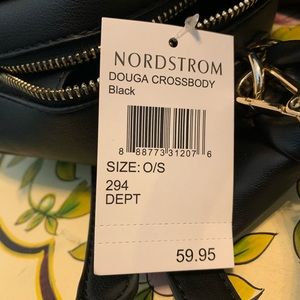 NORDSTROM
DOUGA CROSSBODY
Black
8 88773 31207 6
SIZE: O/S
294
DEPT
59.95